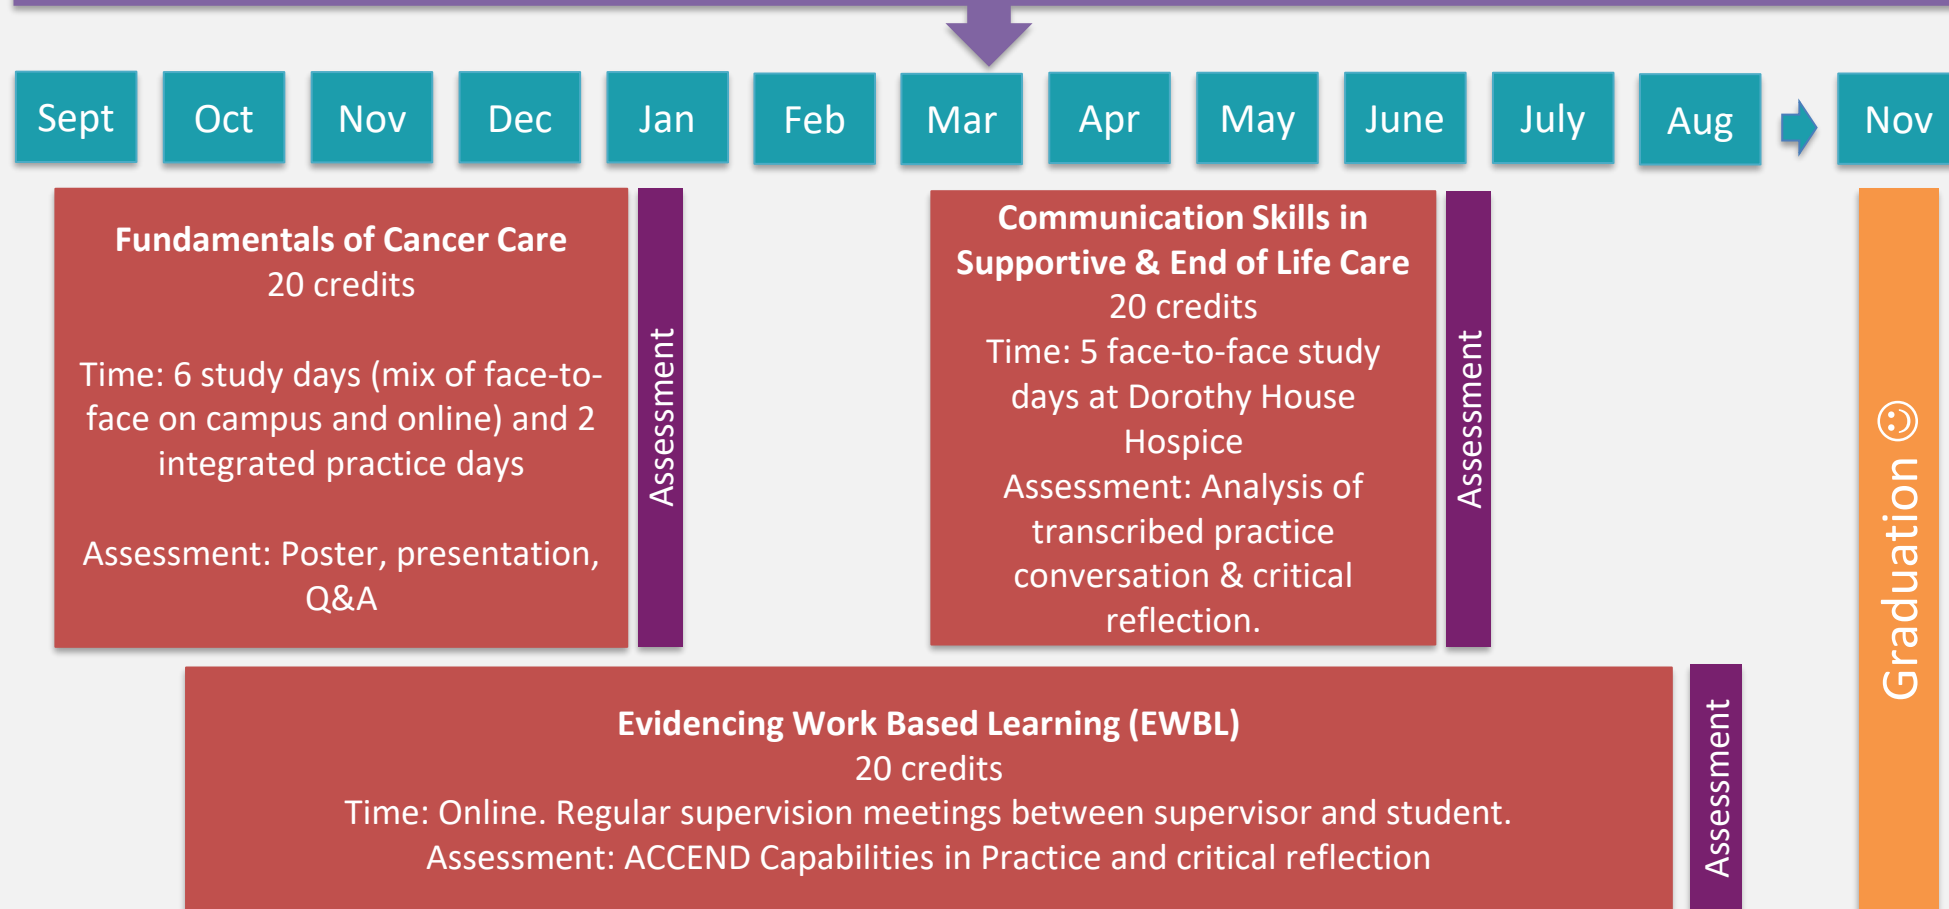 Sept Oct Nov Dec Jan Feb Mar Apr May June July Aug Nov
Fundamentals of Cancer Care
20 credits
Time: 6 study days (mix of face-to-
face on campus and online) and 2
integrated practice days
Assessment: Poster, presentation,
Q&A
Assessment
Communication Skills in
Supportive & End of Life Care
20 credits
Time: 5 face-to-face study
days at Dorothy House
Hospice
Assessment: Analysis of
transcribed practice
conversation & critical
reflection.
Assessment
Evidencing Work Based Learning (EWBL)
20 credits
Time: Online. Regular supervision meetings between supervisor and student.
Assessment: ACCEND Capabilities in Practice and critical reflection
Assessment
Graduation ☺